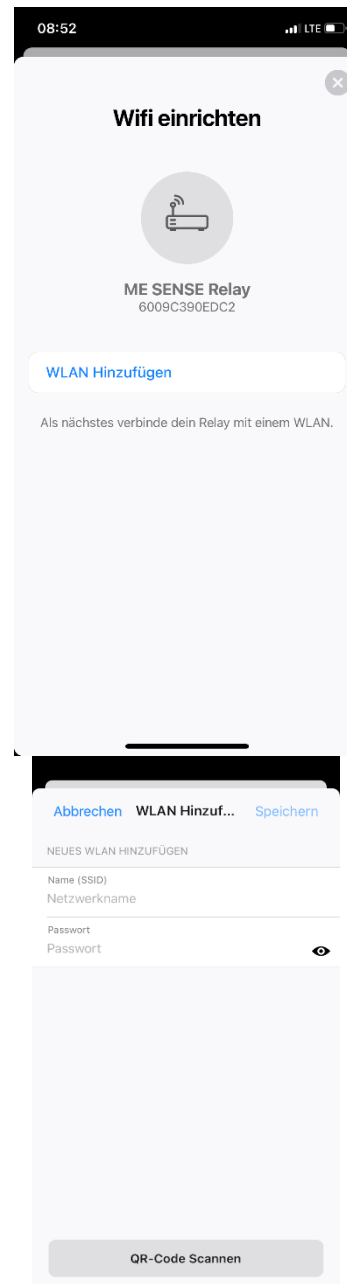 08:52
LTE
Wifi einrichten
ME SENSE Relay
6009C390EDC2
WLAN Hinzufügen
Als nächstes verbinde dein Relay mit einem WLAN.
Abbrechen WLAN Hinzuf... Speichern
NEUES WLAN HINZUFÜGEN
Name (SSID)
Netzwerkname
Passwort
Passwort
QR-Code Scannen